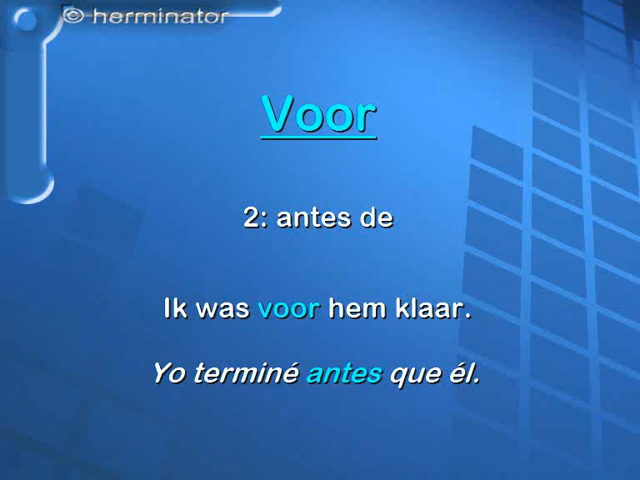 © herminator
Voor
2: antes de
Ik was voor hem klaar.
Yo terminé antes que él.